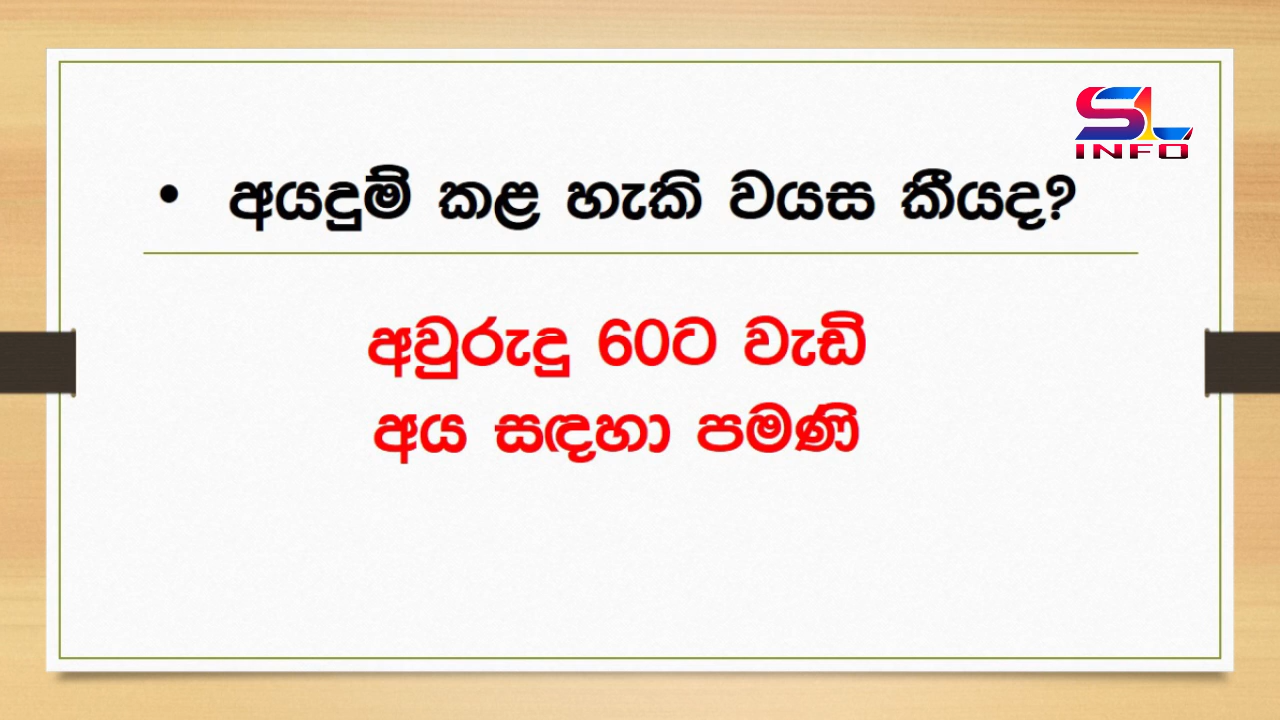 SL
INFO
• අයදුම් කළ හැකි වයස කීයද?
අවුරුදු 60ට වැඩි
අය සඳහා පමණි